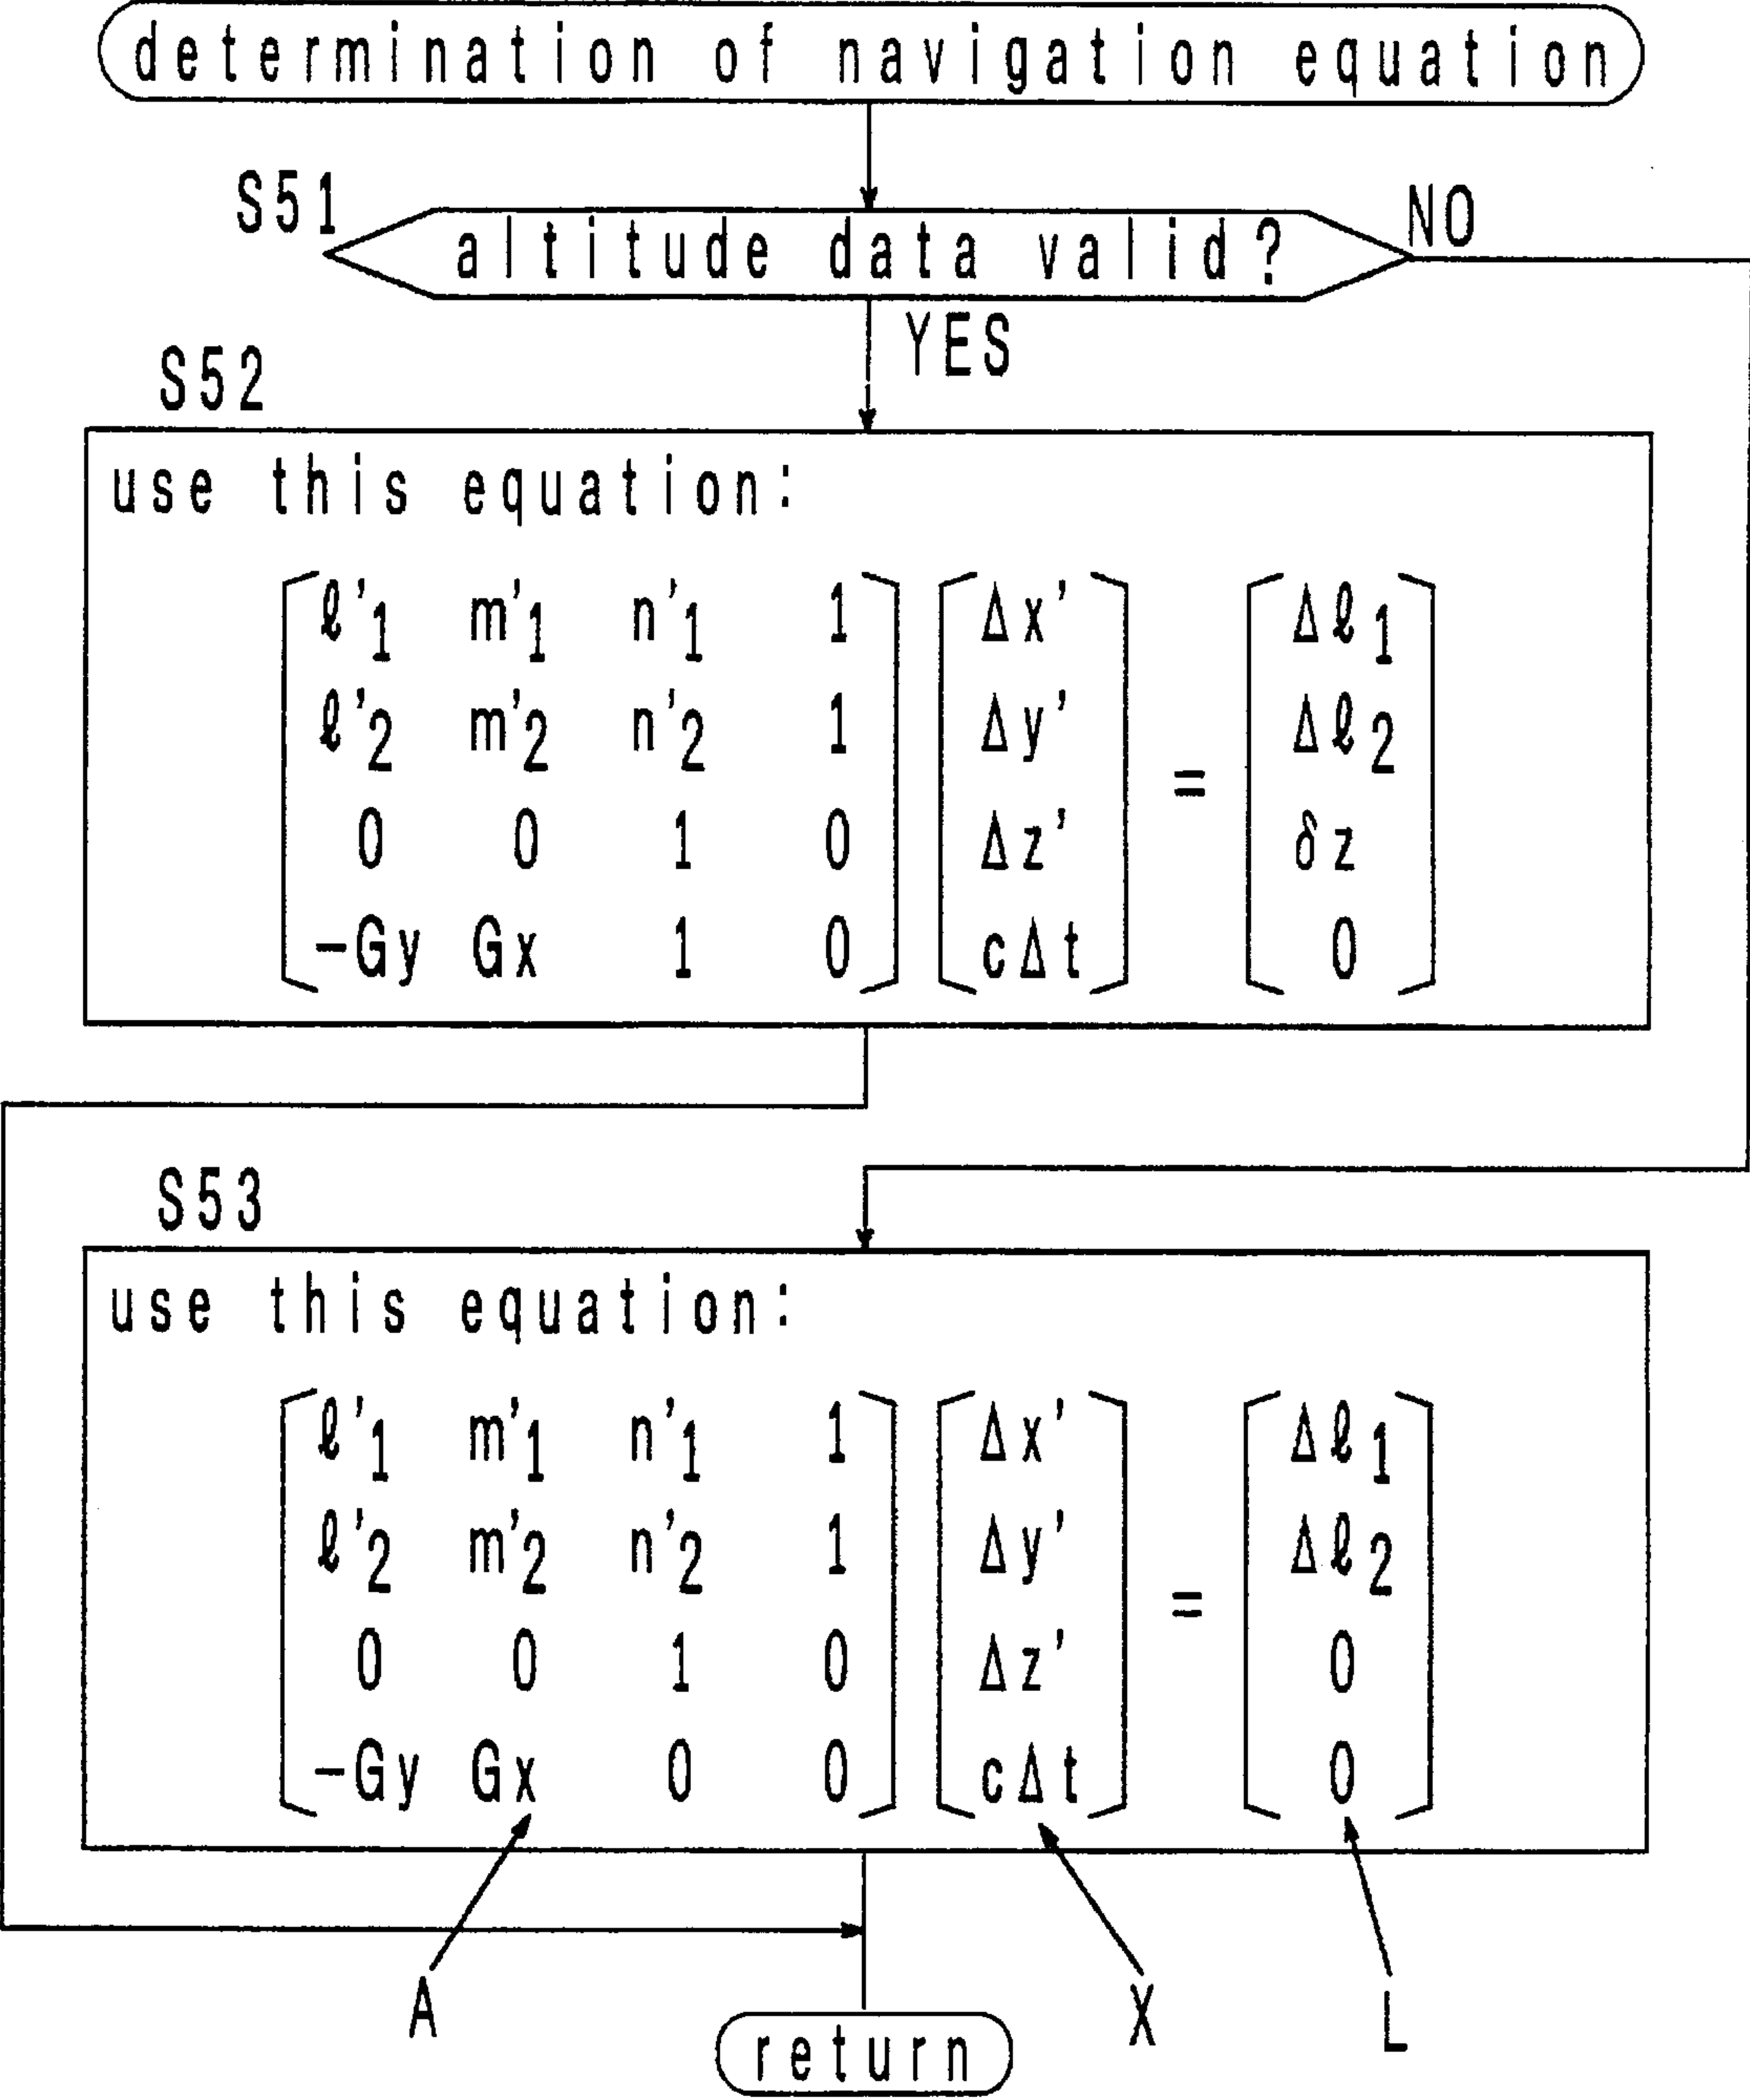 determination of navigation equation
S51
altitude data valid?
NO
YES
S52
use this equation:
ℓ'1 m'1 n'1 1 Δx' Δℓ1
ℓ'2 m'2 n'2 1 Δy' Δℓ2
=
0 0 1 0 Δz' δz
-Gy Gx 1 0 cΔt 0
S53
use this equation:
ℓ'1 m'1 n'1 1 Δx' Δℓ1
ℓ'2 m'2 n'2 1 Δy' Δℓ2
=
0 0 1 0 Δz' 0
-Gy Gx 0 0 cΔt 0
A X L
return